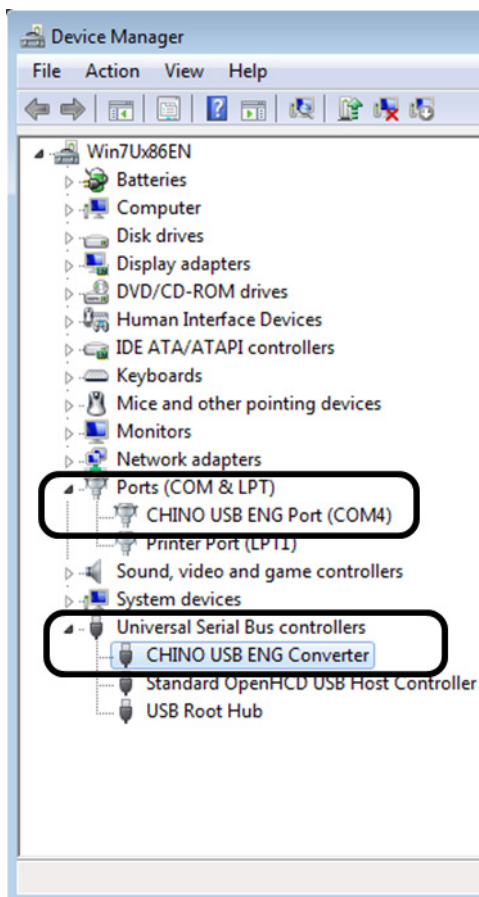 Device Manager
File Action View Help
Win7Ux86EN
Batteries
Computer
Disk drives
Display adapters
DVD/CD-ROM drives
Human Interface Devices
IDE ATA/ATAPI controllers
Keyboards
Mice and other pointing devices
Monitors
Network adapters
Ports (COM & LPT)
CHINO USB ENG Port (COM4)
Printer Port (LPT1)
Sound, video and game controllers
System devices
Universal Serial Bus controllers
CHINO USB ENG Converter
Standard OpenHCD USB Host Controller
USB Root Hub